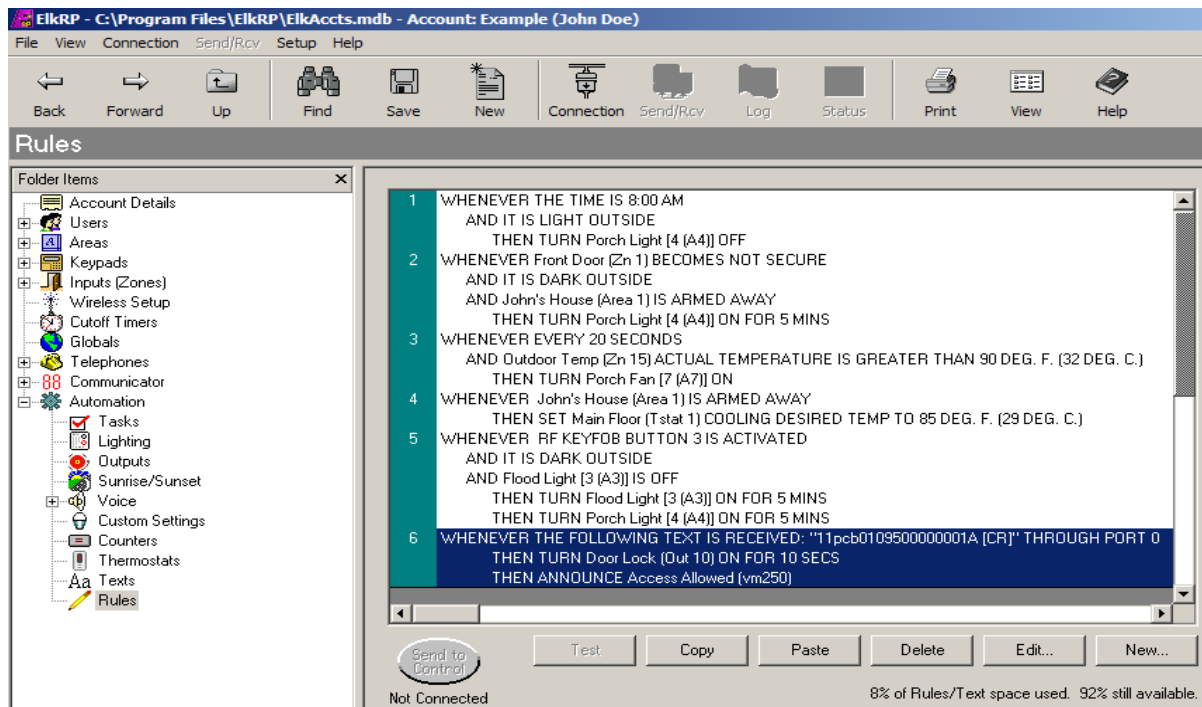 ElkRP - C:\Program Files\ElkRP\ElkAccts.mdb - Account: Example (John Doe)
File View Connection Send/Rcv Setup Help
Back Forward Up Find Save New Connection Send/Rcv Log Status Print View Help
Rules
Folder Items
Account Details
Users
Areas
Keypads
Inputs (Zones)
Wireless Setup
Cutoff Timers
Globals
Telephones
88 Communicator
Automation
Tasks
Lighting
Outputs
Sunrise/Sunset
Voice
Custom Settings
Counters
Thermostats
Aa Texts
Rules
1 WHENEVER THE TIME IS 8:00 AM
AND IT IS LIGHT OUTSIDE
THEN TURN Porch Light [4 (A4)] OFF
2 WHENEVER Front Door (Zn 1) BECOMES NOT SECURE
AND IT IS DARK OUTSIDE
AND John's House (Area 1) IS ARMED AWAY
THEN TURN Porch Light [4 (A4)] ON FOR 5 MINS
3 WHENEVER EVERY 20 SECONDS
AND Outdoor Temp (Zn 15) ACTUAL TEMPERATURE IS GREATER THAN 90 DEG. F. (32 DEG. C.)
THEN TURN Porch Fan [7 (A7)] ON
4 WHENEVER John's House (Area 1) IS ARMED AWAY
THEN SET Main Floor (Tstat 1) COOLING DESIRED TEMP TO 85 DEG. F. (29 DEG. C.)
5 WHENEVER RF KEYFOB BUTTON 3 IS ACTIVATED
AND IT IS DARK OUTSIDE
AND Flood Light [3 (A3)] IS OFF
THEN TURN Flood Light [3 (A3)] ON FOR 5 MINS
THEN TURN Porch Light [4 (A4)] ON FOR 5 MINS
6 WHENEVER THE FOLLOWING TEXT IS RECEIVED: "11pcb0109500000001A [CR]" THROUGH PORT 0
THEN TURN Door Lock (Out 10) ON FOR 10 SECS
THEN ANNOUNCE Access Allowed (vm250)
Send to Control
Test Copy Paste Delete Edit... New...
Not Connected
8% of Rules/Text space used. 92% still available.